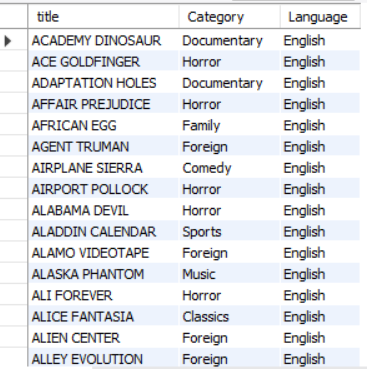 title Category Language
ACADEMY DINOSAUR Documentary English
ACE GOLDFINGER Horror English
ADAPTATION HOLES Documentary English
AFFAIR PREJUDICE Horror English
AFRICAN EGG Family English
AGENT TRUMAN Foreign English
AIRPLANE SIERRA Comedy English
AIRPORT POLLOCK Horror English
ALABAMA DEVIL Horror English
ALADDIN CALENDAR Sports English
ALAMO VIDEOTAPE Foreign English
ALASKA PHANTOM Music English
ALI FOREVER Horror English
ALICE FANTASIA Classics English
ALIEN CENTER Foreign English
ALLEY EVOLUTION Foreign English